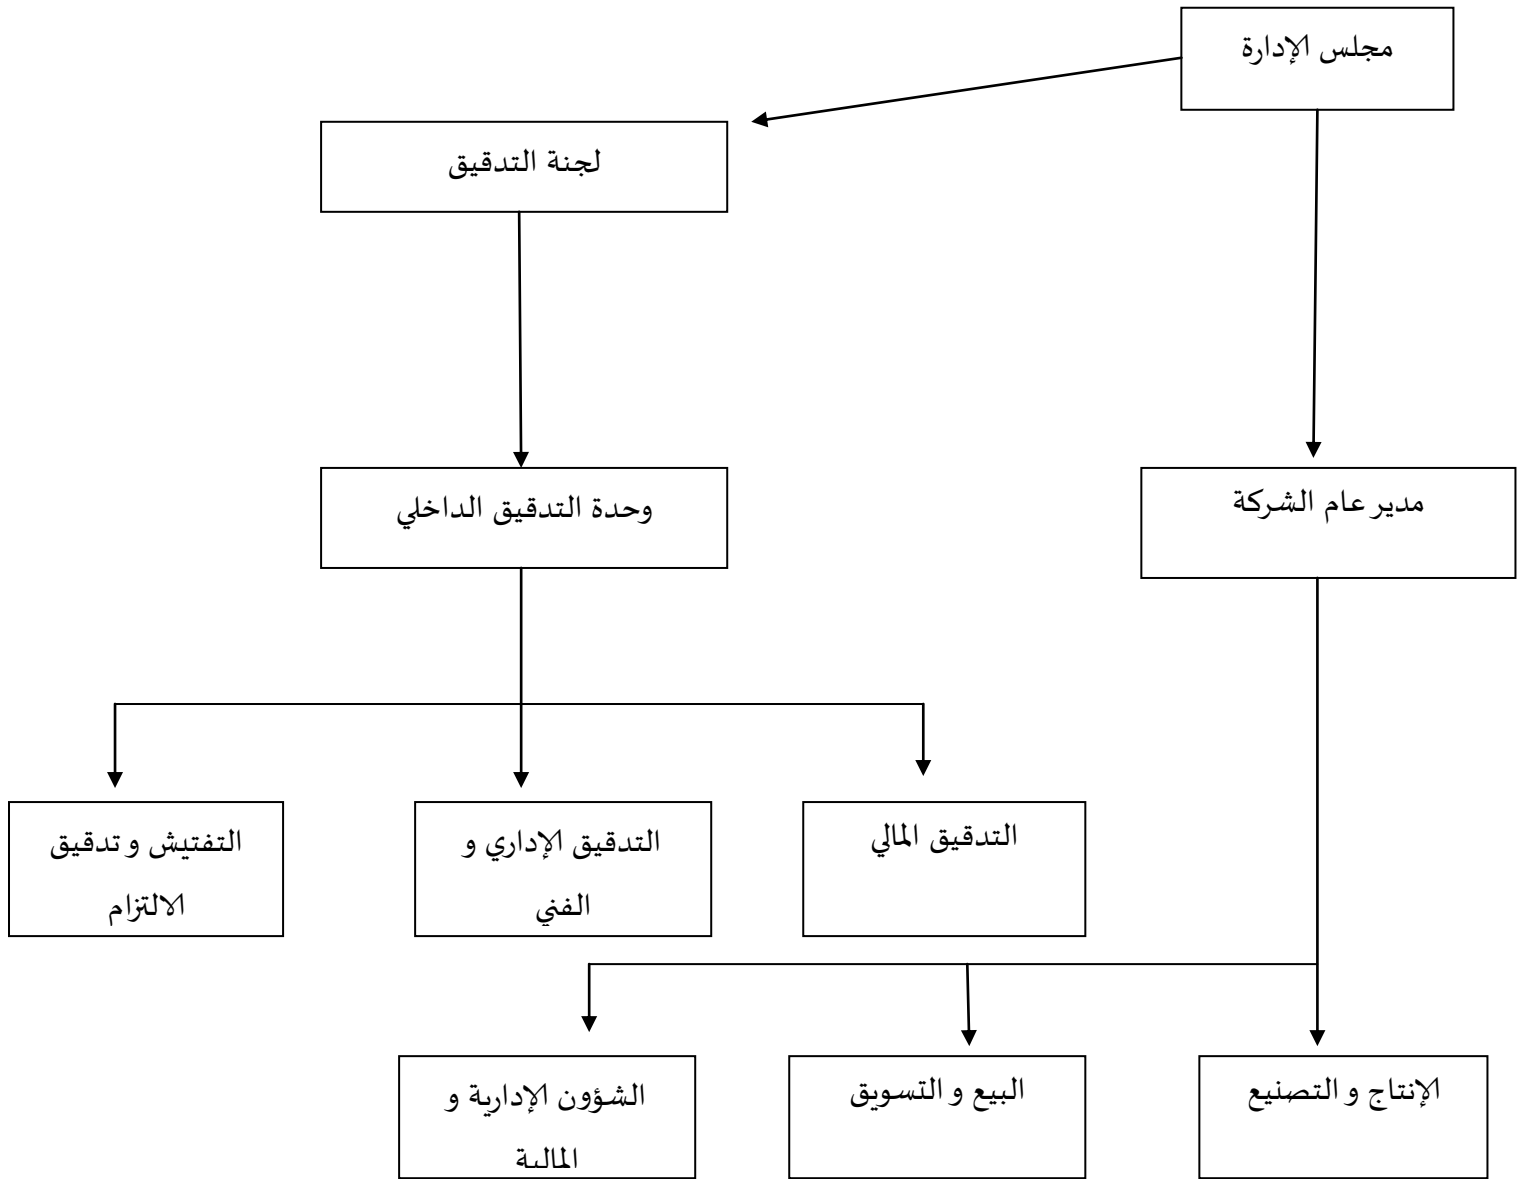 مجلس الإدارة
لجنة التدقيق
مدير عام الشركة
وحدة التدقيق الداخلي
التدقيق المالي
التدقيق الإداري و
الفني
التفتيش و تدقيق
الالتزام
الإنتاج و التصنيع
البيع و التسويق
الشؤون الإدارية و
المالية